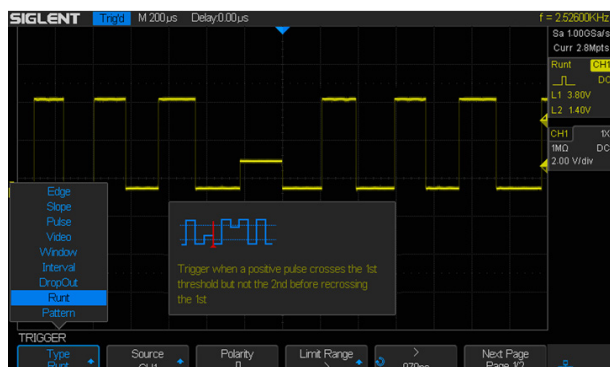 SIGLENT Trig'd M 200µs Delay:0.00µs f = 2.52600KHz
Sa 1.00GSa/s
Curr 2.8Mpts
Runt CH1
DC
L1 3.80V
L2 1.40V
CH1 1X
1MΩ DC
2.00 V/div
Edge
Slope
Pulse
Video
Window
Interval
DropOut
Runt
Pattern
Trigger when a positive pulse crosses the 1st
threshold but not the 2nd before recrossing
the 1st
TRIGGER
Type Source Polarity Limit Range > Next Page
Runt CH1 > Page 1/2